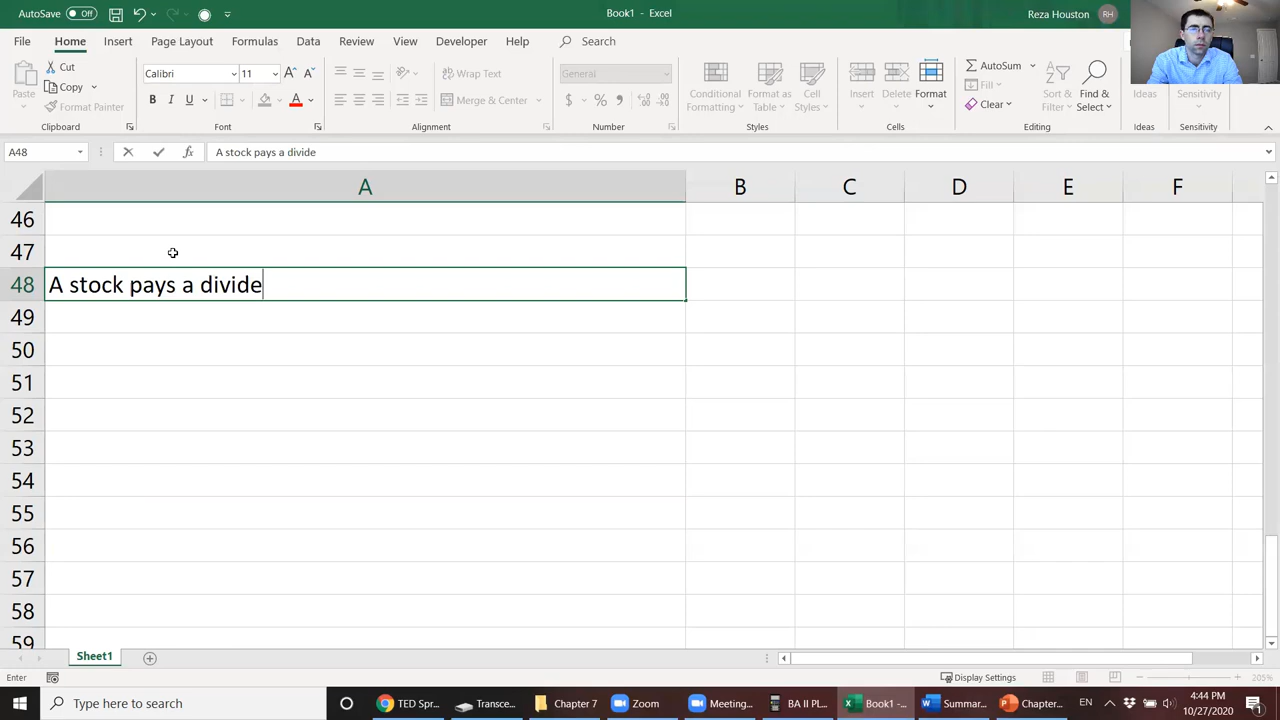 AutoSave Off
Book1 - Excel
Reza Houston
RH
File
Home
Insert
Page Layout
Formulas
Data
Review
View
Developer
Help
Search
Paste
Cut
Copy
Format Painter
Clipboard
Calibri
11
B I U
A
Font
Wrap Text
Merge & Center
Alignment
General
$ % 9
Number
Conditional Formatting
Format as Table
Cell Styles
Styles
Insert
Delete
Format
Cells
AutoSum
Fill
Clear
Sort & Filter
Find & Select
Editing
Ideas
Ideas
Sensitivity
Sensitivity
A48
fx
A stock pays a divide
A B C D E F
46
47
48 A stock pays a divide
49
50
51
52
53
54
55
56
57
58
59
Sheet1
Enter
Display Settings
205%
Type here to search
TED Spr...
Transce...
Chapter 7
Zoom
Meeting...
BA II PL...
Book1 -...
Summar...
Chapter...
EN
4:44 PM
10/27/2020